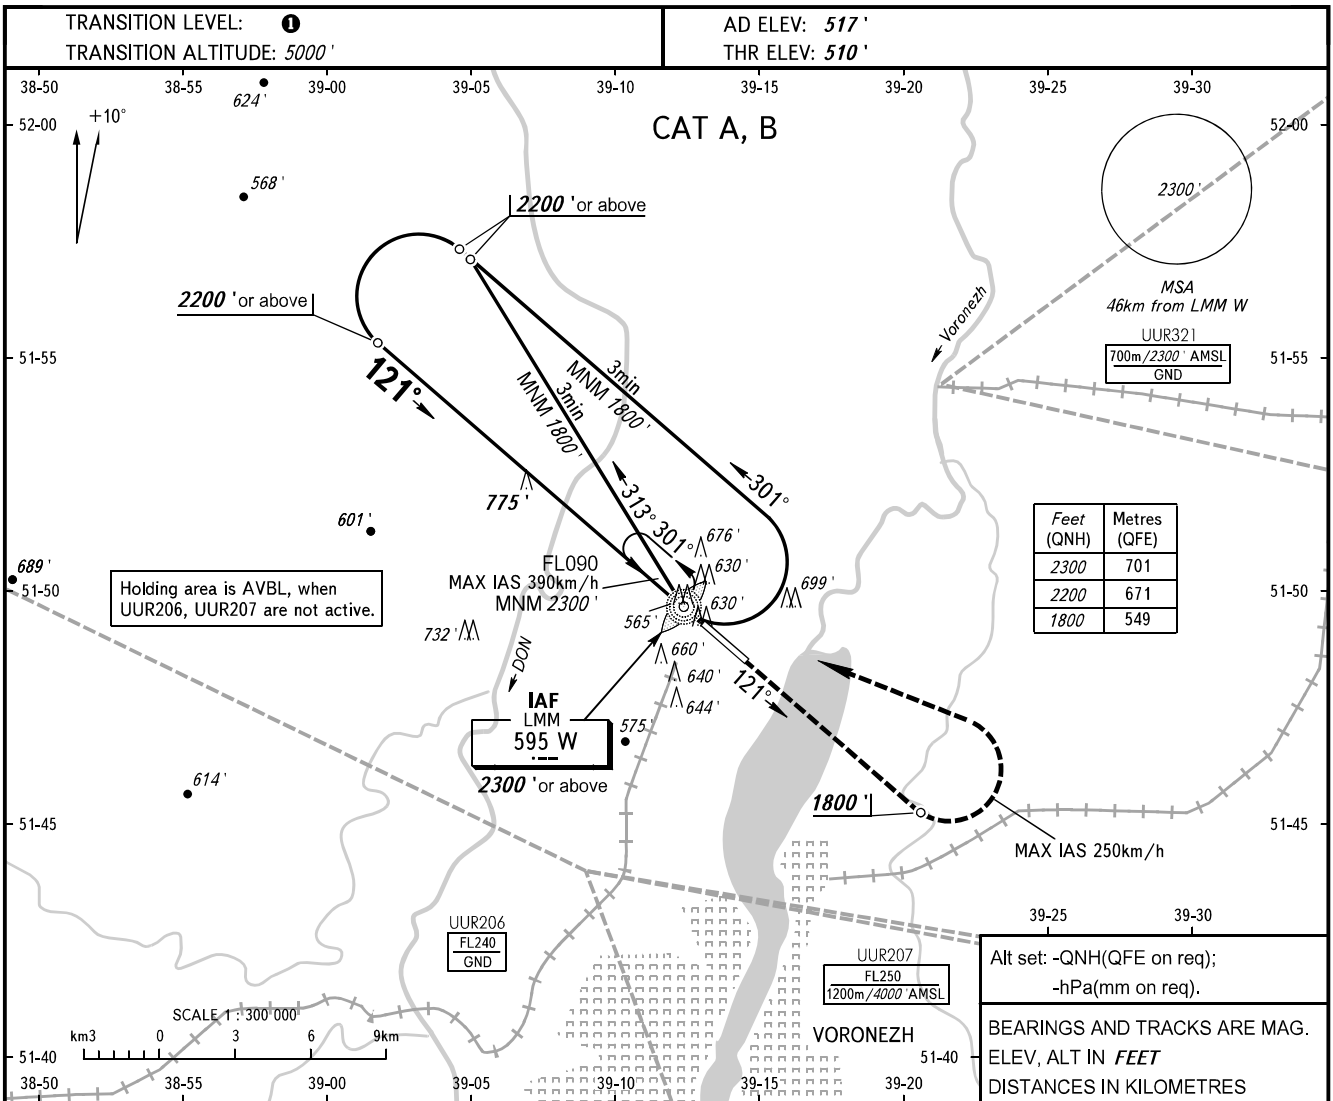 TRANSITION LEVEL: ❶
TRANSITION ALTITUDE: 5000 '
AD ELEV: 517 '
THR ELEV: 510 '
38-50 38-55 39-00 39-05 39-10 39-15 39-20 39-25 39-30
624 '
+10°
52-00
CAT A, B
52-00
568 '
2300 '
2200 ' or above
MSA
46km from LMM W
2200 ' or above
Voronezh
UUR321
700m/2300 ' AMSL
GND
51-55
51-55
121°
3min
MNM 1800 '
3min
MNM 1800 '
301°
775 '
313°
301°
601 '
676 '
630 '
Feet
(QNH)
Metres
(QFE)
2300 701
2200 671
1800 549
689 '
51-50
51-50
Holding area is AVBL, when
UUR206, UUR207 are not active.
FL090
MAX IAS 390km/h
MNM 2300 '
699 '
630 '
565 '
732 '
660 '
640 '
644 '
DON
121°
IAF
LMM
595 W
2300 ' or above
575 '
614 '
1800 '
51-45
51-45
MAX IAS 250km/h
39-25 39-30
UUR206
FL240
GND
UUR207
FL250
1200m/4000 ' AMSL
VORONEZH
Alt set: -QNH(QFE on req);
-hPa(mm on req).
SCALE 1 : 300 000
km3 0 3 6 9km
BEARINGS AND TRACKS ARE MAG.
ELEV, ALT IN FEET
DISTANCES IN KILOMETRES
51-40
51-40
38-50 38-55 39-00 39-05 39-10 39-15 39-20